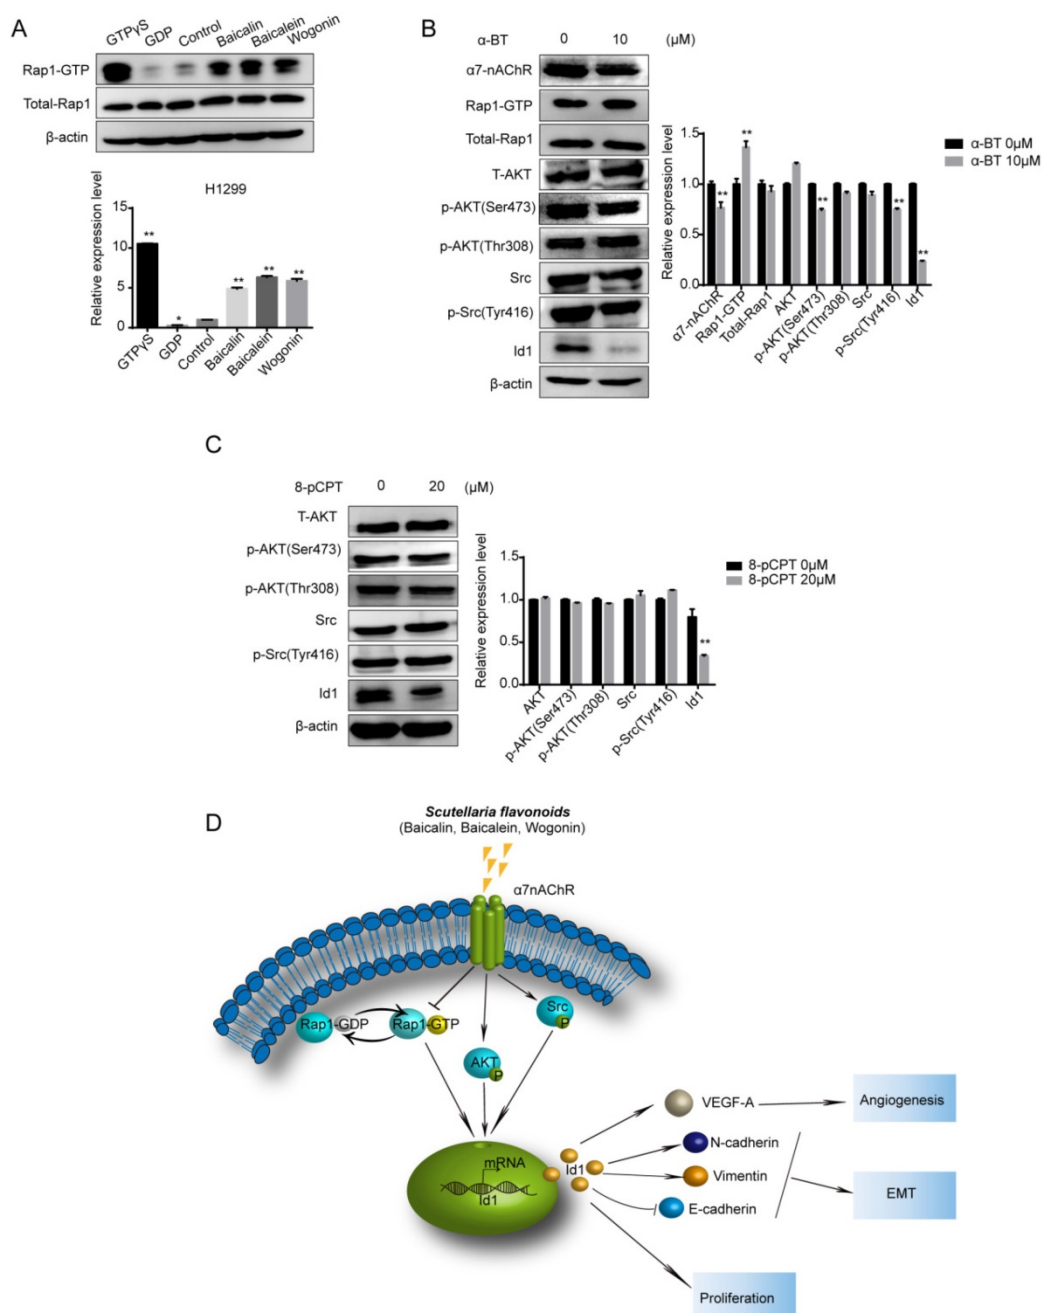 A
GTPγS GDP Control Baicalin Baicalein Wogonin
Rap1-GTP
Total-Rap1
β-actin
H1299
Relative expression level
15
10
5
0
**
*
**
**
**
GTPγS GDP Control Baicalin Baicalein Wogonin
B
α-BT 0 10 (μM)
α7-nAChR
Rap1-GTP
Total-Rap1
T-AKT
p-AKT(Ser473)
p-AKT(Thr308)
Src
p-Src(Tyr416)
Id1
β-actin
Relative expression level
1.5
1.0
0.5
0.0
**
**
**
**
**
α-BT 0μM
α-BT 10μM
α7-nAChR Rap1-GTP Total-Rap1 AKT p-AKT(Ser473) p-AKT(Thr308) Src p-Src(Tyr416) Id1
C
8-pCPT 0 20 (μM)
T-AKT
p-AKT(Ser473)
p-AKT(Thr308)
Src
p-Src(Tyr416)
Id1
β-actin
Relative expression level
1.5
1.0
0.5
0.0
**
8-pCPT 0μM
8-pCPT 20μM
AKT p-AKT(Ser473) p-AKT(Thr308) Src p-Src(Tyr416) Id1
D
Scutellaria flavonoids
(Baicalin, Baicalein, Wogonin)
α7nAChR
Rap1-GDP
Rap1-GTP
Src
P
AKT
P
mRNA
Id1
Id1
VEGF-A
Angiogenesis
N-cadherin
Vimentin
E-cadherin
EMT
Proliferation